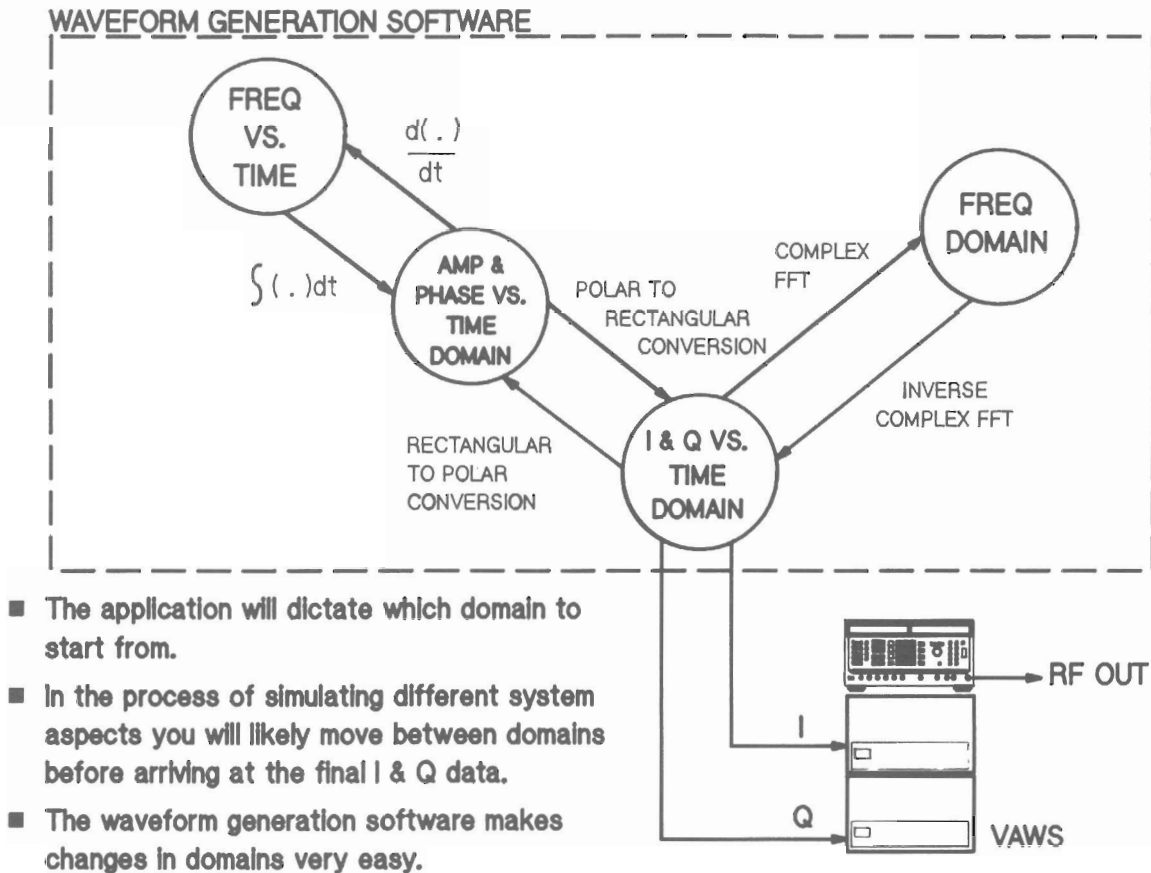 WAVEFORM GENERATION SOFTWARE
FREQ
VS.
TIME
d(.)
dt
∫(.)dt
AMP &
PHASE VS.
TIME
DOMAIN
POLAR TO
RECTANGULAR
CONVERSION
RECTANGULAR
TO POLAR
CONVERSION
I & Q VS.
TIME
DOMAIN
COMPLEX
FFT
FREQ
DOMAIN
INVERSE
COMPLEX FFT
■ The application will dictate which domain to
start from.
■ In the process of simulating different system
aspects you will likely move between domains
before arriving at the final I & Q data.
■ The waveform generation software makes
changes in domains very easy.
RF OUT
I
Q
VAWS